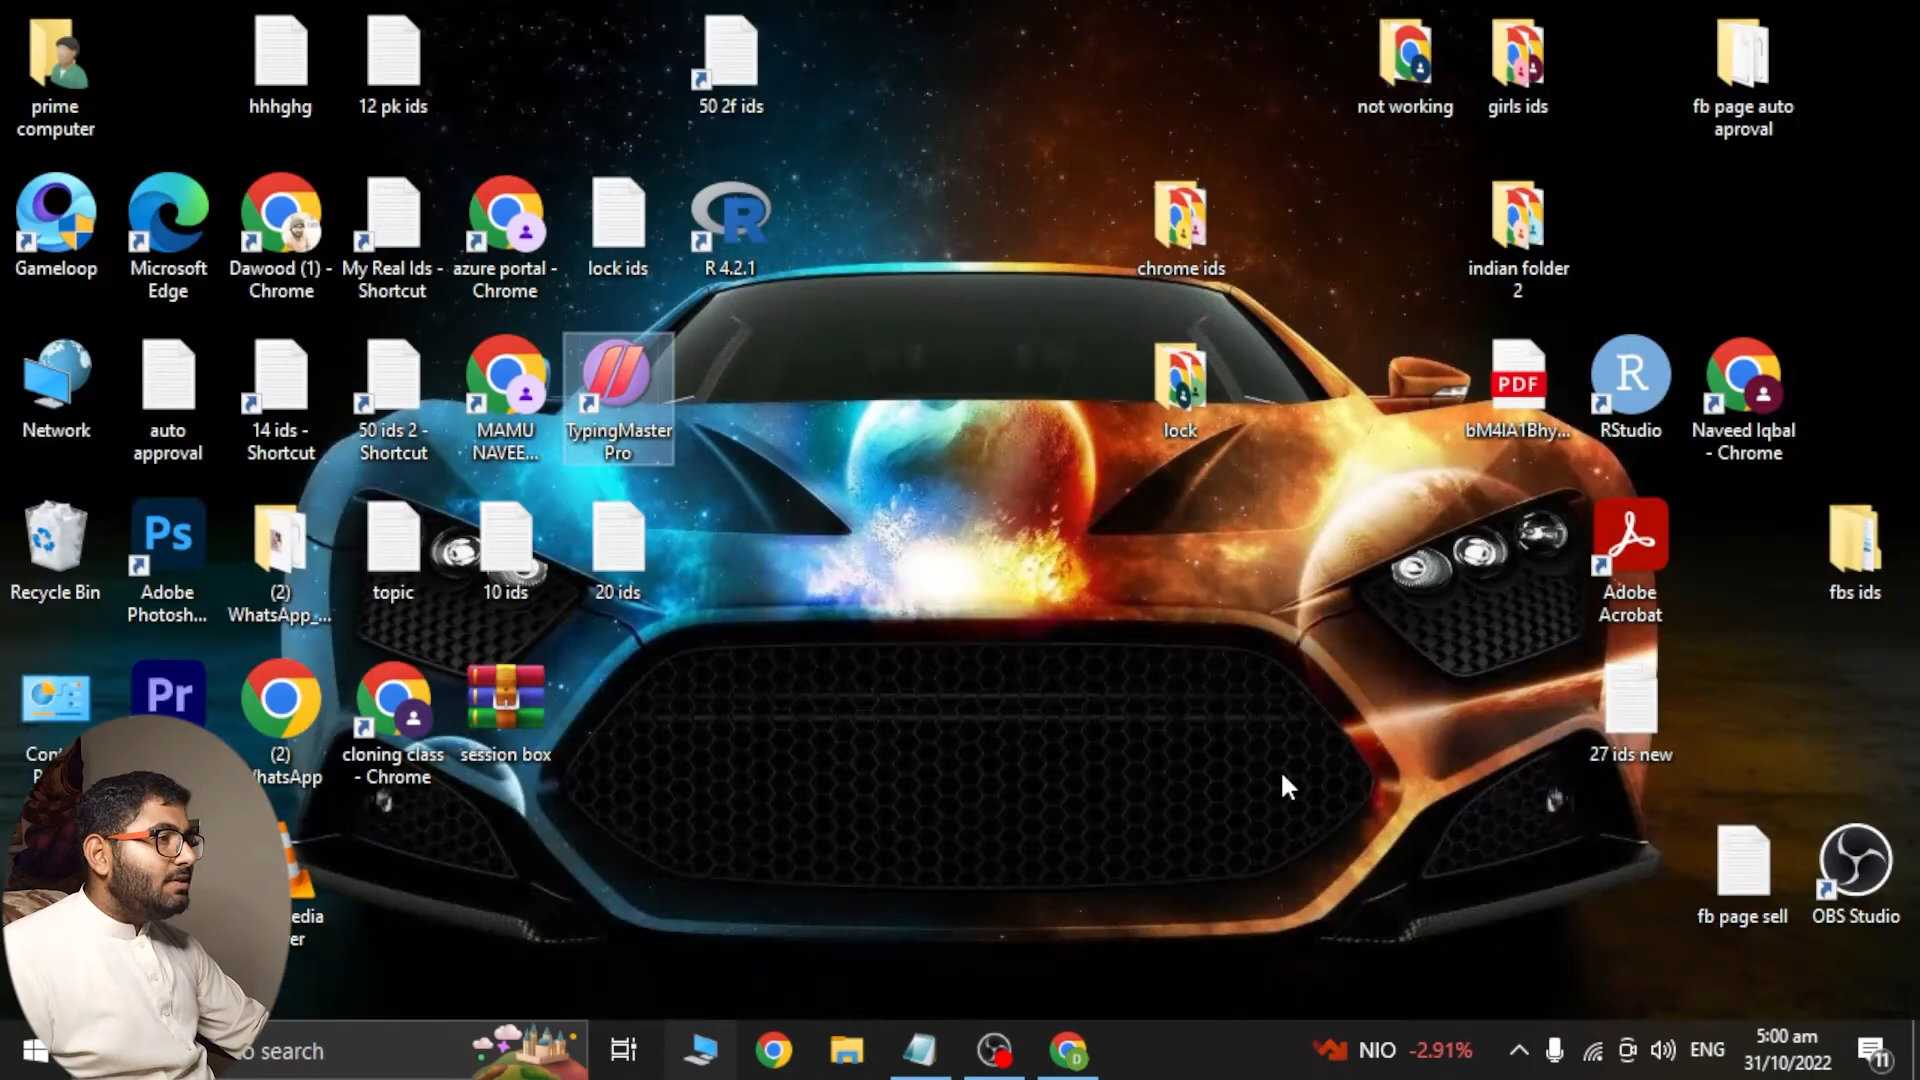 prime
computer
hhhghg
12 pk ids
50 2f ids
not working
girls ids
fb page auto
aproval
Gameloop
Microsoft
Edge
Dawood (1) -
Chrome
My Real Ids -
Shortcut
azure portal -
Chrome
lock ids
R
R 4.2.1
chrome ids
indian folder
2
Network
auto
approval
14 ids -
Shortcut
50 ids 2 -
Shortcut
MAMU
NAVEE...
TypingMaster
Pro
lock
PDF
bM4IA1Bhy...
R
RStudio
Naveed Iqbal
- Chrome
Recycle Bin
Ps
Adobe
Photosh...
(2)
WhatsApp_...
topic
10 ids
20 ids
Adobe
Acrobat
fbs ids
Pr
(2)
hatsApp
cloning class
- Chrome
session box
27 ids new
edia
er
fb page sell
OBS Studio
o search
D
NIO -2.91%
ENG
5:00 am
31/10/2022
11